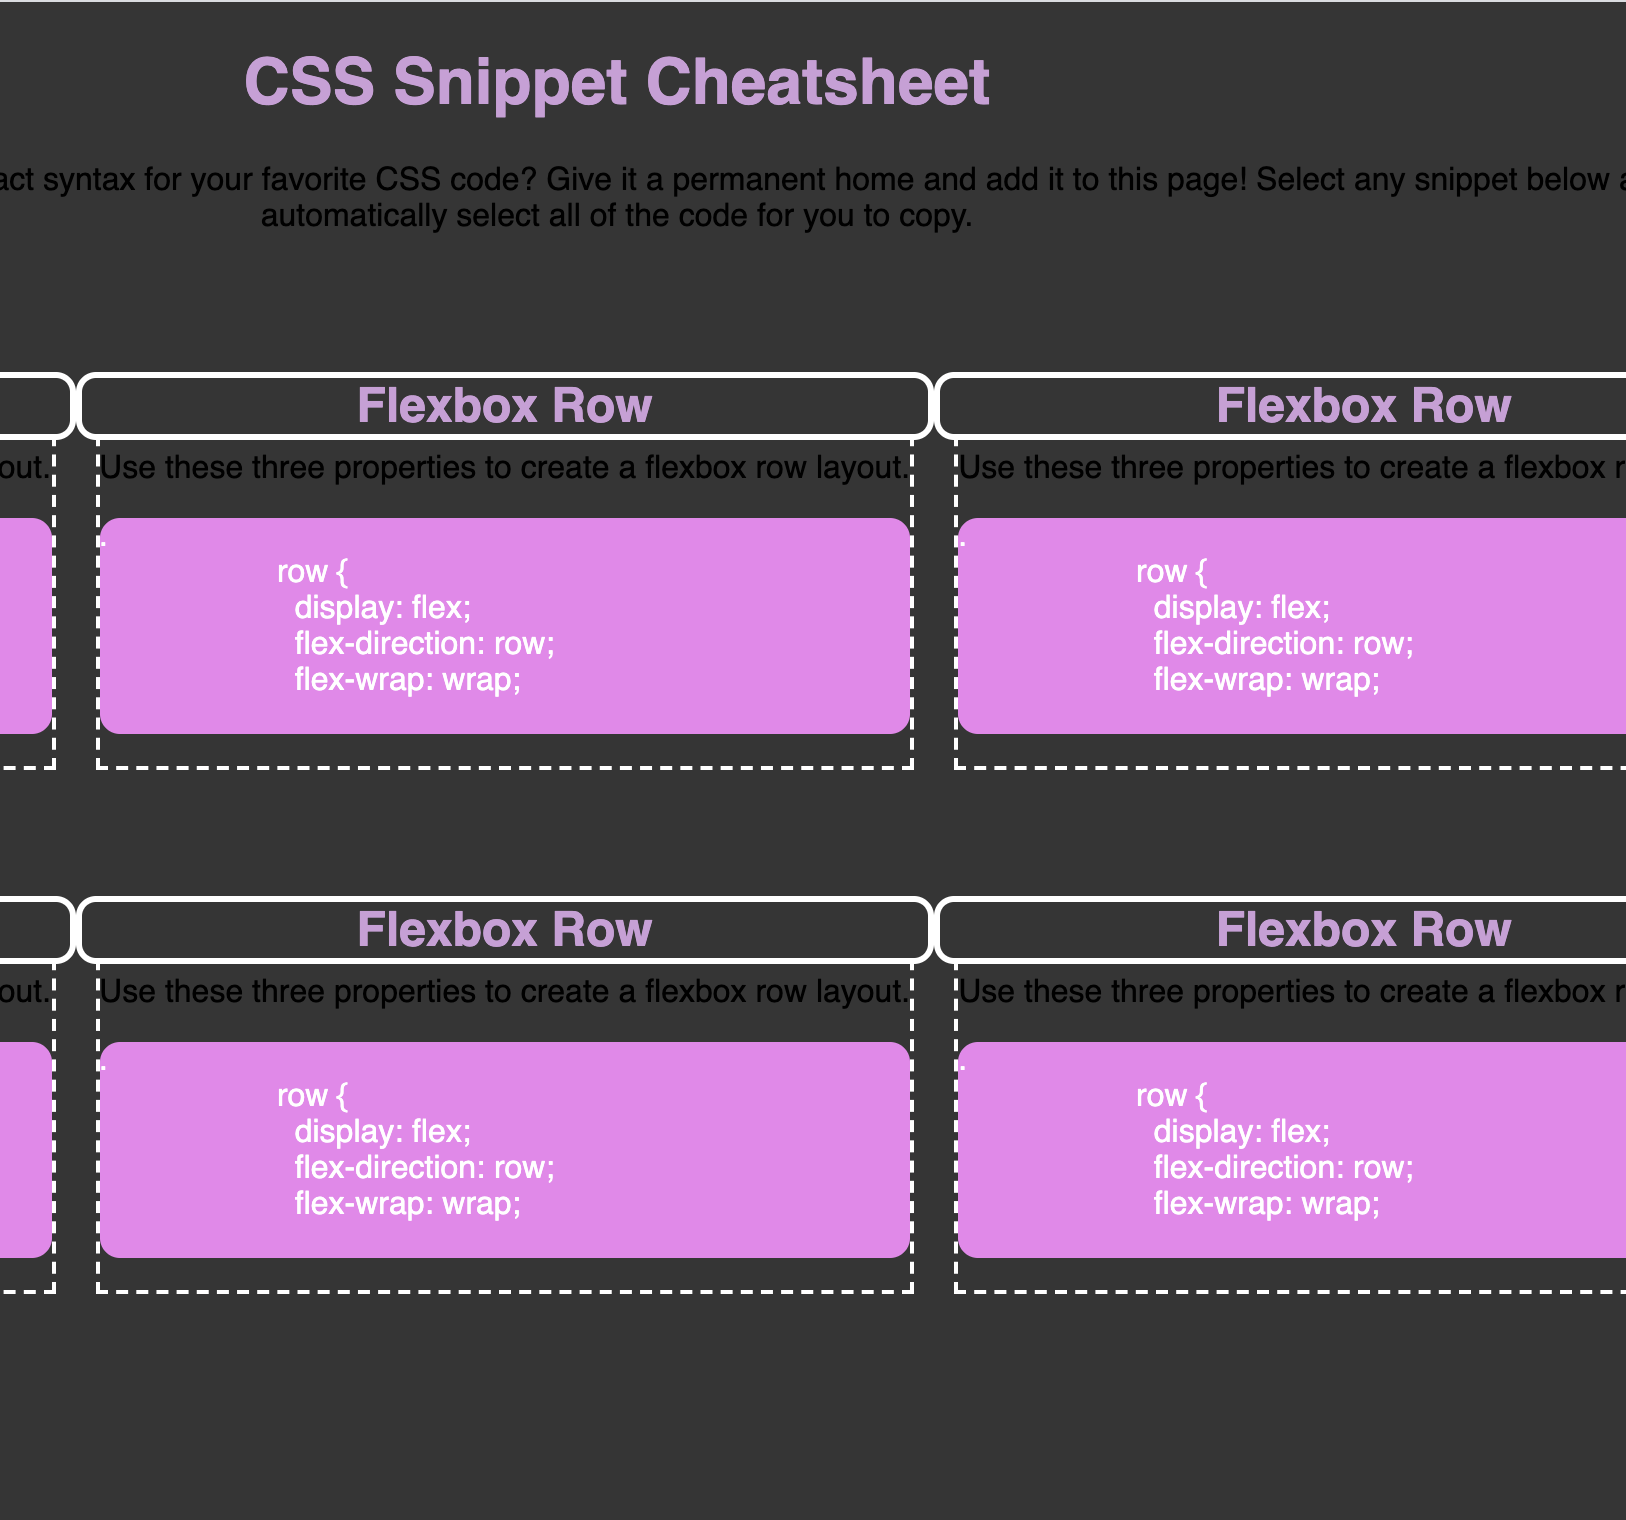 CSS Snippet Cheatsheet
act syntax for your favorite CSS code? Give it a permanent home and add it to this page! Select any snippet below a
automatically select all of the code for you to copy.
Flexbox Row
Flexbox Row
out.
Use these three properties to create a flexbox row layout.
Use these three properties to create a flexbox r
.
row {
display: flex;
flex-direction: row;
flex-wrap: wrap;
.
row {
display: flex;
flex-direction: row;
flex-wrap: wrap;
Flexbox Row
Flexbox Row
out.
Use these three properties to create a flexbox row layout.
Use these three properties to create a flexbox r
.
row {
display: flex;
flex-direction: row;
flex-wrap: wrap;
.
row {
display: flex;
flex-direction: row;
flex-wrap: wrap;